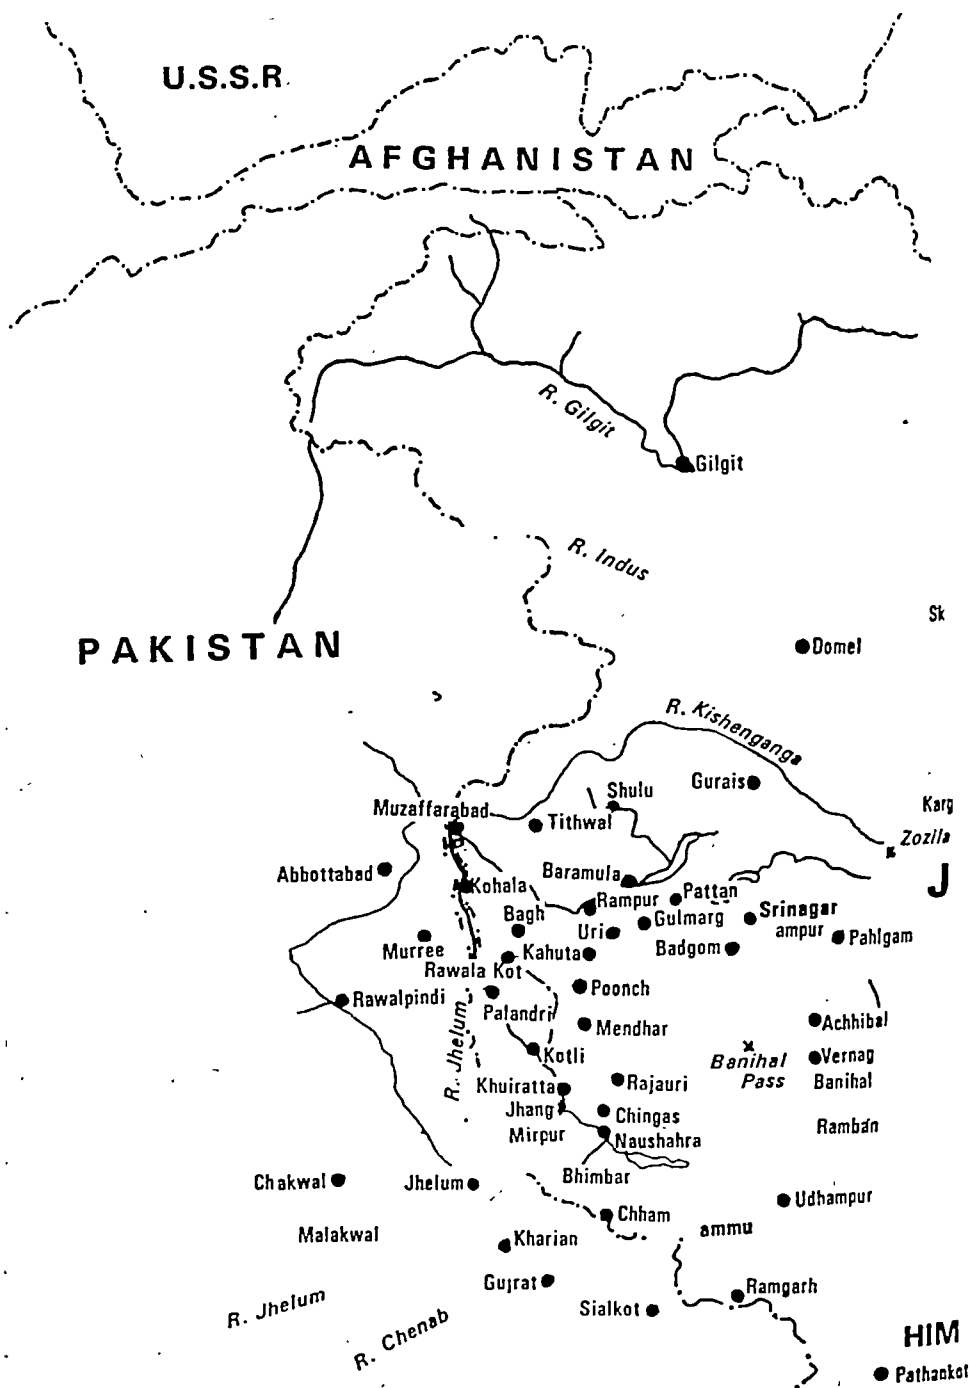 U.S.S.R.
AFGHANISTAN
R. Gilgit
Gilgit
R. Indus
Sk
PAKISTAN
Domel
R. Kishenganga
Gurais
Shulu
Karg
Muzaffarabad
Tithwal
Zozila
Abbottabad
Baramula
J
Kohala
Pattan
Rampur
Srinagar
Bagh
Gulmarg
ampur
Uri
Pahlgam
Murree
Kahuta
Badgom
Rawala Kot
Poonch
Rawalpindi
Palandri
Achhibal
Mendhar
R. Jhelum
Kotli
Banihal
Pass
Vernag
Khuiratta
Rajauri
Banihal
Jhang
Chingas
Mirpur
Naushahra
Ramban
Bhimbar
Chakwal
Jhelum
Udhampur
Chham
Malakwal
Kharian
ammu
Gujrat
Ramgarh
R. Jhelum
Sialkot
R. Chenab
HIM
Pathankot